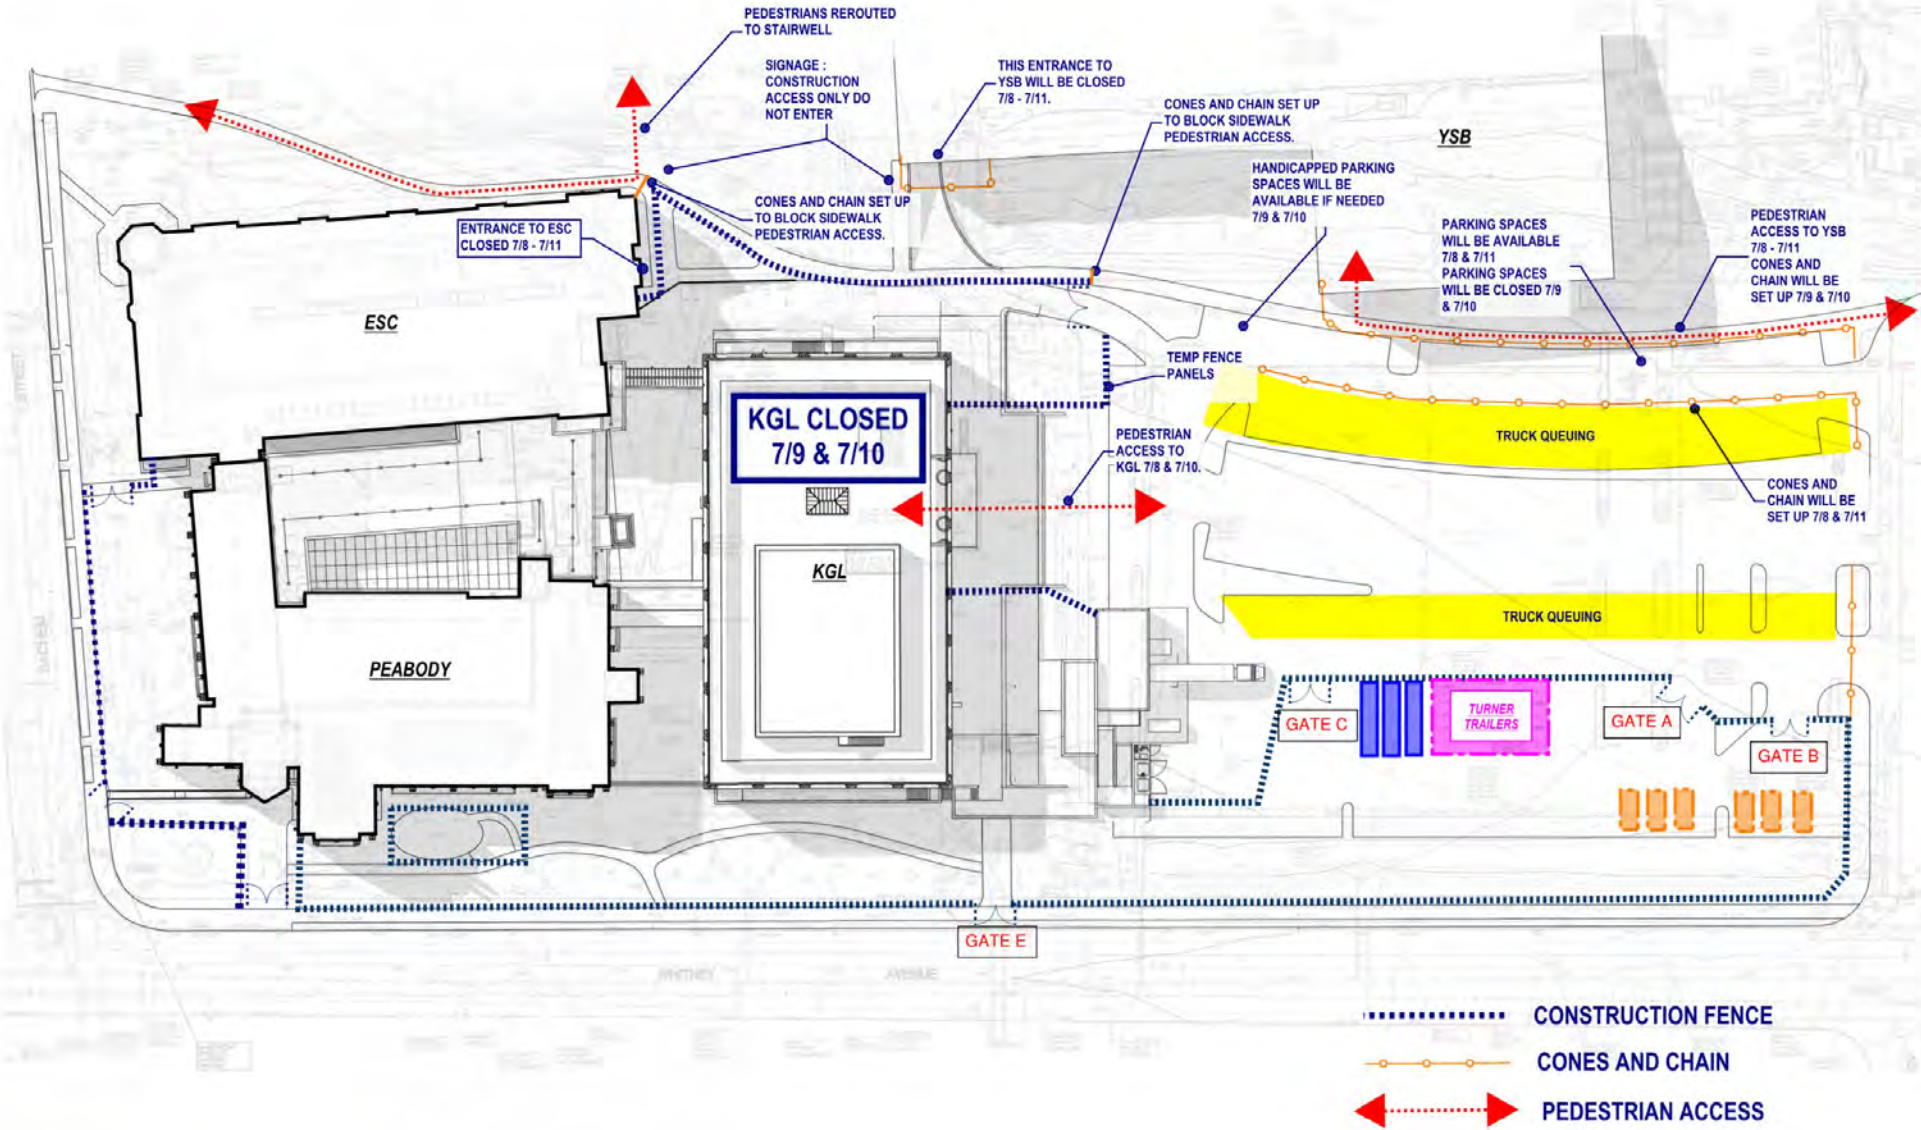 PEDESTRIANS REROUTED
TO STAIRWELL
SIGNAGE :
CONSTRUCTION
ACCESS ONLY DO
NOT ENTER
THIS ENTRANCE TO
YSB WILL BE CLOSED
7/8 - 7/11.
CONES AND CHAIN SET UP
TO BLOCK SIDEWALK
PEDESTRIAN ACCESS.
YSB
HANDICAPPED PARKING
SPACES WILL BE
AVAILABLE IF NEEDED
7/9 & 7/10
CONES AND CHAIN SET UP
TO BLOCK SIDEWALK
PEDESTRIAN ACCESS.
ENTRANCE TO ESC
CLOSED 7/8 - 7/11
PARKING SPACES
WILL BE AVAILABLE
7/8 & 7/11
PARKING SPACES
WILL BE CLOSED 7/9
& 7/10
PEDESTRIAN
ACCESS TO YSB
7/8 - 7/11
CONES AND
CHAIN WILL BE
SET UP 7/9 & 7/10
ESC
TEMP FENCE
PANELS
KGL CLOSED
7/9 & 7/10
PEDESTRIAN
ACCESS TO
KGL 7/8 & 7/10.
TRUCK QUEUING
CONES AND
CHAIN WILL BE
SET UP 7/8 & 7/11
KGL
TRUCK QUEUING
PEABODY
GATE C
TURNER
TRAILERS
GATE A
GATE B
GATE E
WHITNEY AVENUE
CONSTRUCTION FENCE
CONES AND CHAIN
PEDESTRIAN ACCESS